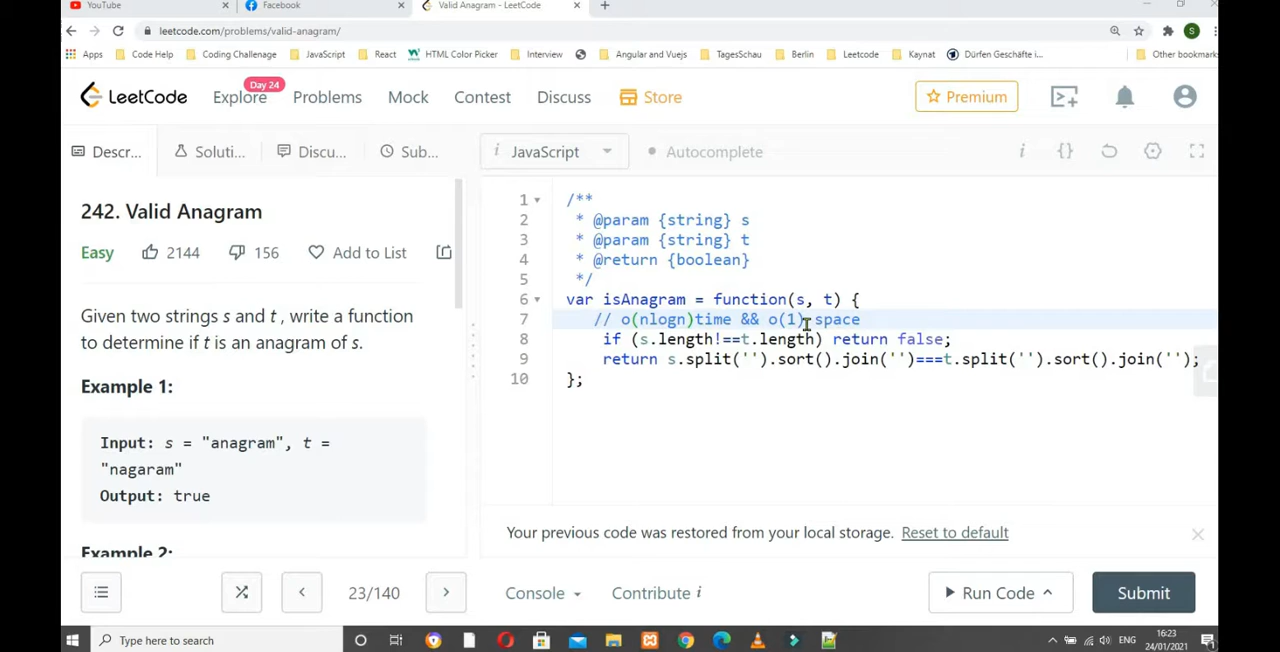 YouTube
Facebook
Valid Anagram - LeetCode
leetcode.com/problems/valid-anagram/
S
Apps
Code Help
Coding Challenage
JavaScript
React
HTML Color Picker
Interview
Angular and Vuejs
TagesSchau
Berlin
Leetcode
Kaynat
Dürfen Geschäfte i...
Other bookmarks
LeetCode
Explore
Day 24
Problems
Mock
Contest
Discuss
Store
Premium
Descr...
Soluti...
Discu...
Sub...
i JavaScript
Autocomplete
i {}
242. Valid Anagram
Easy 2144 156 Add to List
Given two strings s and t , write a function
to determine if t is an anagram of s.
Example 1:
Input: s = "anagram", t =
"nagaram"
Output: true
Example 2:
1 /**
2 * @param {string} s
3 * @param {string} t
4 * @return {boolean}
5 */
6 var isAnagram = function(s, t) {
7 // o(nlogn)time && o(1) space
8 if (s.length!==t.length) return false;
9 return s.split('').sort().join('')===t.split('').sort().join('');
10 };
Your previous code was restored from your local storage. Reset to default
23/140
Console
Contribute i
Run Code
Submit
Type here to search
ENG
16:23
24/01/2021